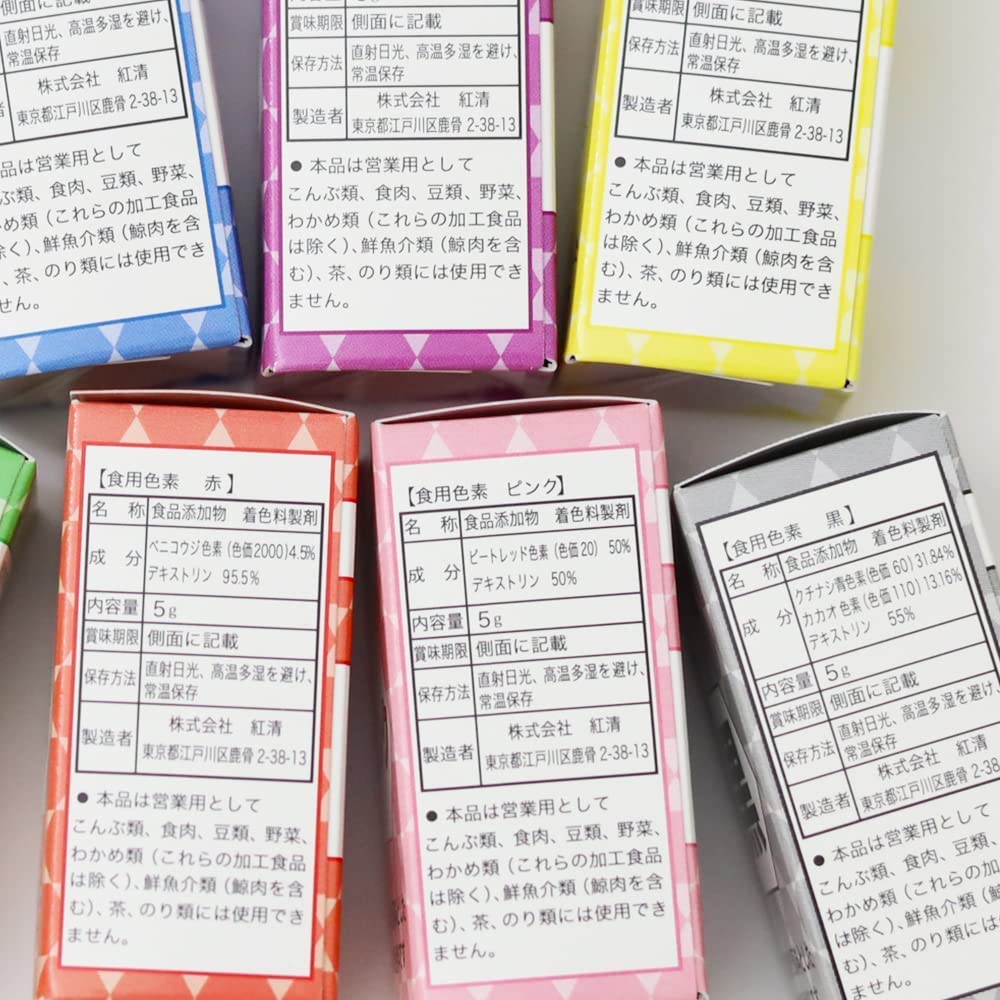 側面に記載
直射日光、高温多湿を避け、
常温保存
株式会社 紅清
東京都江戸川区鹿骨 2-38-13
品は営業用として
ぶ類、食肉、豆類、野菜、
め類（これらの加工食品
除く）、鮮魚介類（鯨肉を含
、茶、のり類には使用でき
ません。
賞味期限 側面に記載
保存方法 直射日光、高温多湿を避け、
常温保存
製造者 株式会社 紅清
東京都江戸川区鹿骨 2-38-13
● 本品は営業用として
こんぶ類、食肉、豆類、野菜、
わかめ類（これらの加工食品
は除く）、鮮魚介類（鯨肉を含
む）、茶、のり類には使用でき
ません。
賞味期限 側面に記載
保存方法 直射日光、高温多湿を避け、
常温保存
製造者 株式会社 紅清
東京都江戸川区鹿骨 2-38-13
● 本品は営業用として
こんぶ類、食肉、豆類、野菜、
わかめ類（これらの加工食品
は除く）、鮮魚介類（鯨肉を含
む）、茶、のり類には使用でき
ません。
【食用色素 赤】
名称 食品添加物 着色料製剤
成分 ベニコウジ色素（色価2000）4.5%
デキストリン 95.5%
内容量 5g
賞味期限 側面に記載
保存方法 直射日光、高温多湿を避け、
常温保存
製造者 株式会社 紅清
東京都江戸川区鹿骨 2-38-13
● 本品は営業用として
こんぶ類、食肉、豆類、野菜、
わかめ類（これらの加工食品
は除く）、鮮魚介類（鯨肉を含
む）、茶、のり類には使用でき
ません。
【食用色素 ピンク】
名称 食品添加物 着色料製剤
成分 ビートレッド色素（色価20） 50%
デキストリン 50%
内容量 5g
賞味期限 側面に記載
保存方法 直射日光、高温多湿を避け、
常温保存
製造者 株式会社 紅清
東京都江戸川区鹿骨 2-38-13
● 本品は営業用として
こんぶ類、食肉、豆類、野菜、
わかめ類（これらの加工食品
は除く）、鮮魚介類（鯨肉を含
む）、茶、のり類には使用でき
ません。
【食用色素 黒】
名称 食品添加物 着色料製剤
成分 クチナシ青色素（色価60）31.84%
カカオ色素（色価110）13.16%
デキストリン 55%
内容量 5g
賞味期限 側面に記載
保存方法 直射日光、高温多湿を避け、
常温保存
製造者 株式会社 紅清
東京都江戸川区鹿骨 2-38-
● 本品は営業用として
こんぶ類、食肉、豆類、
わかめ類（これらの加工
は除く）、鮮魚介類（鯨
む）、茶、のり類には使
ません。